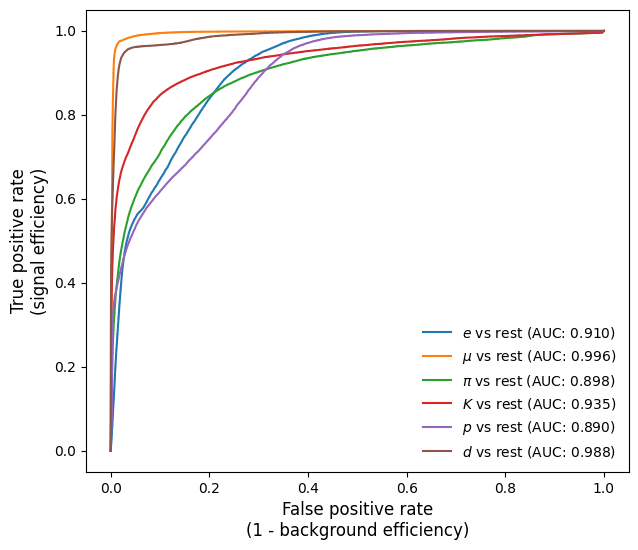 1.0
0.8
0.6
0.4
0.2
0.0
True positive rate
(signal efficiency)
e vs rest (AUC: 0.910)
μ vs rest (AUC: 0.996)
π vs rest (AUC: 0.898)
K vs rest (AUC: 0.935)
p vs rest (AUC: 0.890)
d vs rest (AUC: 0.988)
0.0 0.2 0.4 0.6 0.8 1.0
False positive rate
(1 - background efficiency)